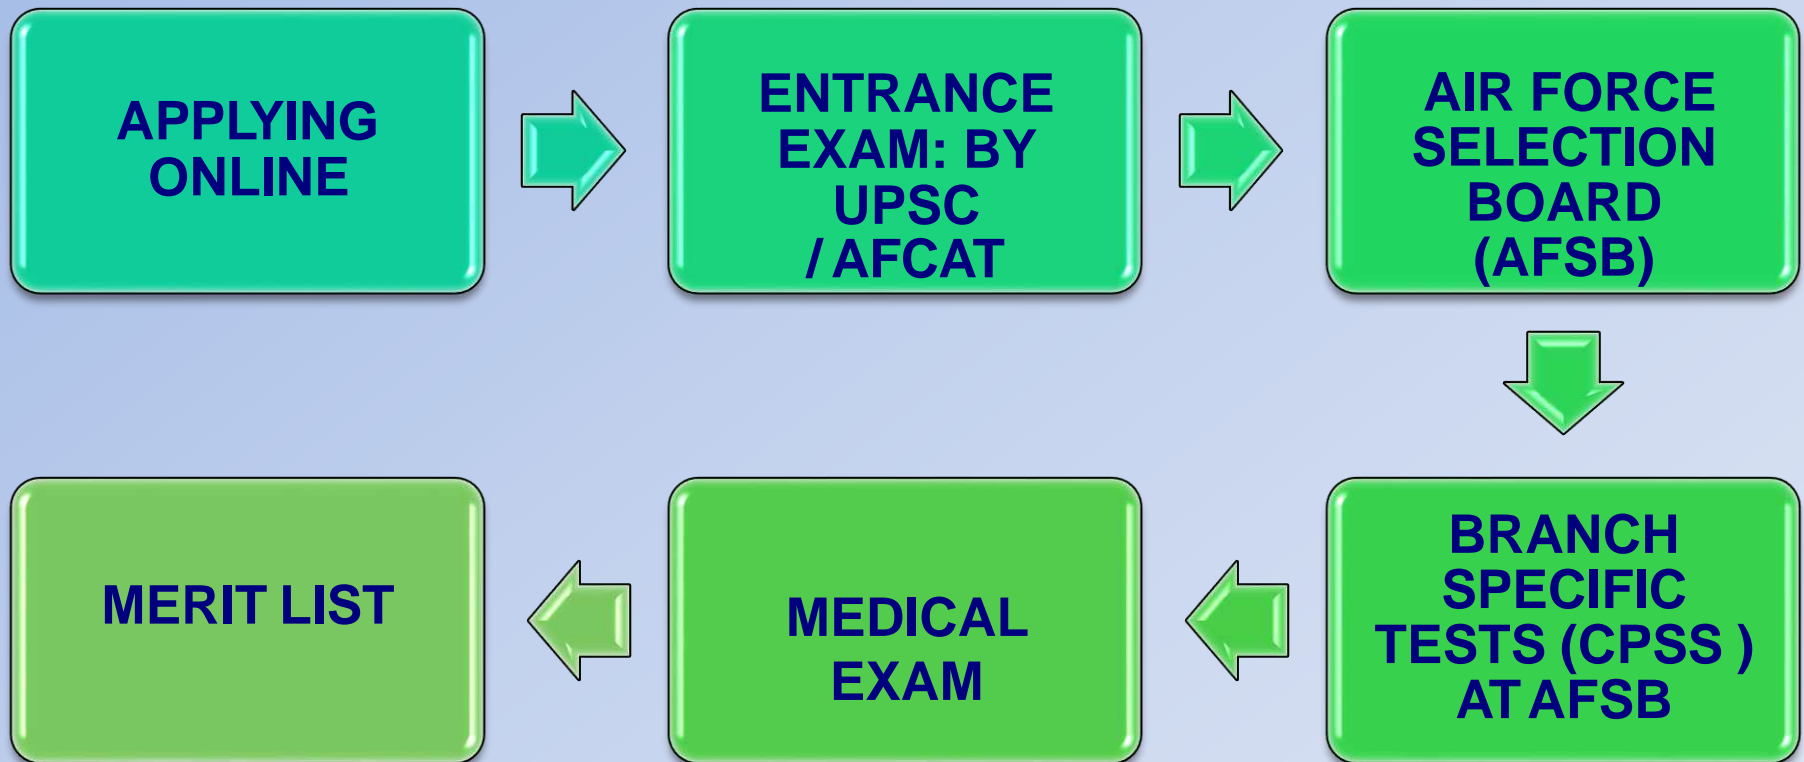 APPLYING
ONLINE
ENTRANCE
EXAM: BY
UPSC
/ AFCAT
AIR FORCE
SELECTION
BOARD
(AFSB)
BRANCH
SPECIFIC
TESTS (CPSS )
AT AFSB
MEDICAL
EXAM
MERIT LIST